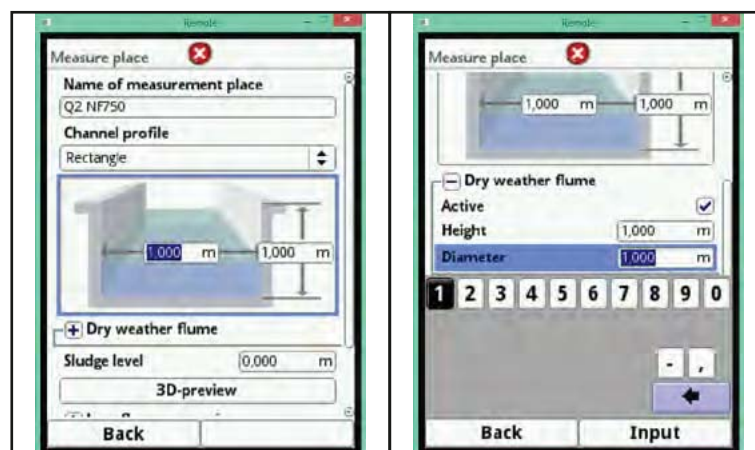 Remote
Measure place
Name of measurement place
Q2 NF750
Channel profile
Rectangle
1,000 m
1,000 m
Dry weather flume
Sludge level 0,000 m
3D-preview
Back
Remote
Measure place
1,000 m
1,000 m
Dry weather flume
Active
Height 1,000 m
Diameter 1,000 m
1 2 3 4 5 6 7 8 9 0
- ,
Back Input